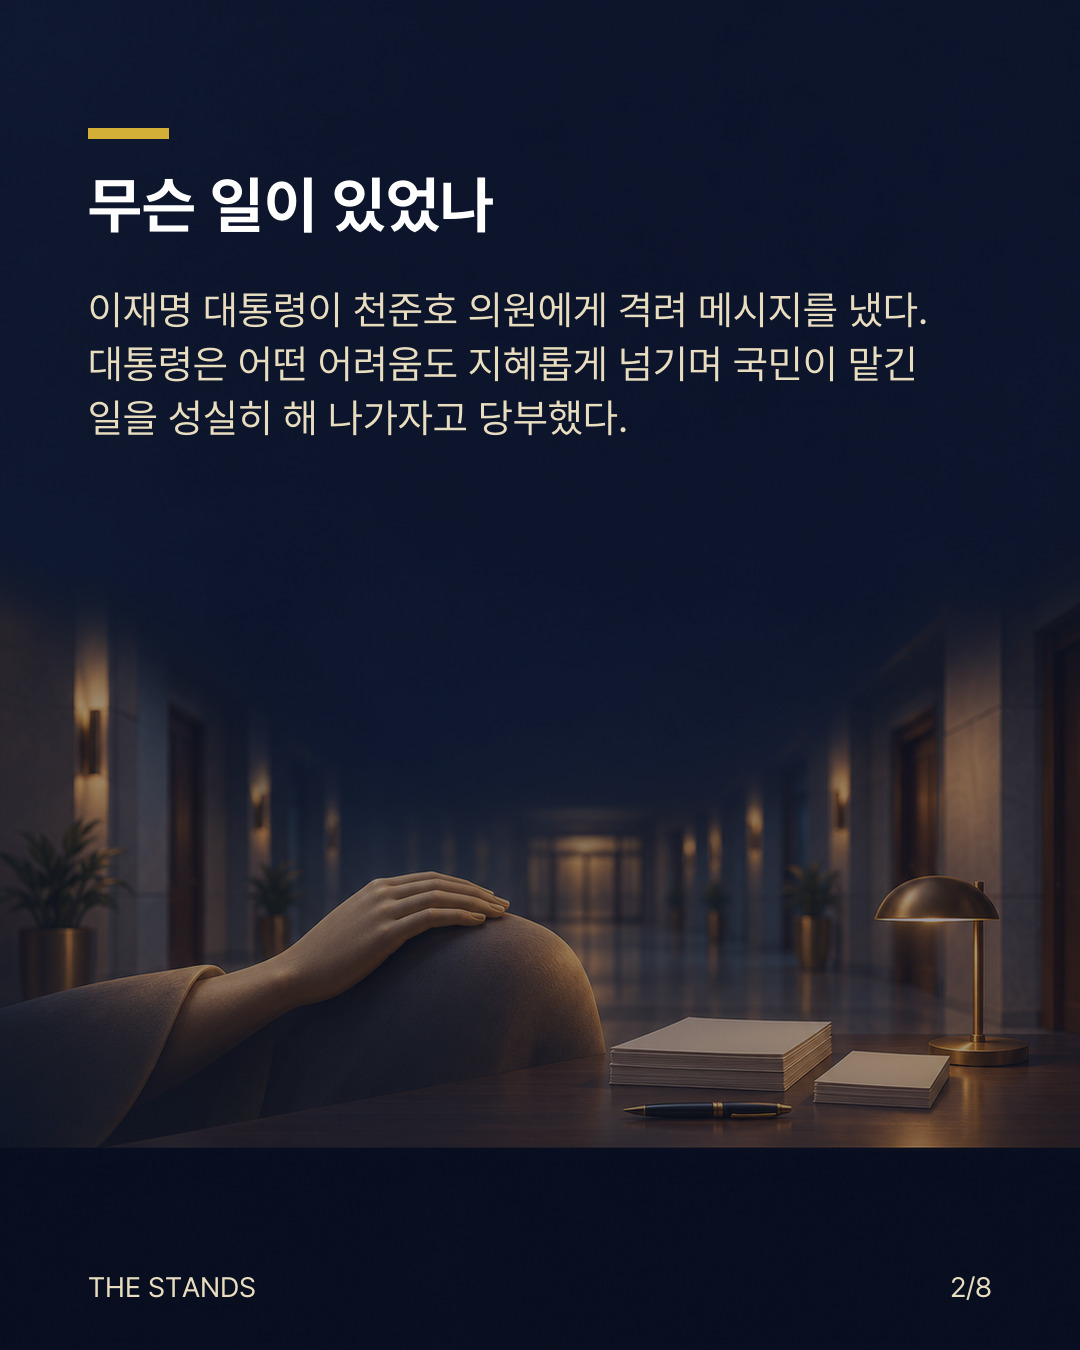 무슨 일이 있었나
이재명 대통령이 천준호 의원에게 격려 메시지를 냈다.
대통령은 어떤 어려움도 지혜롭게 넘기며 국민이 맡긴
일을 성실히 해 나가자고 당부했다.
THE STANDS
2/8